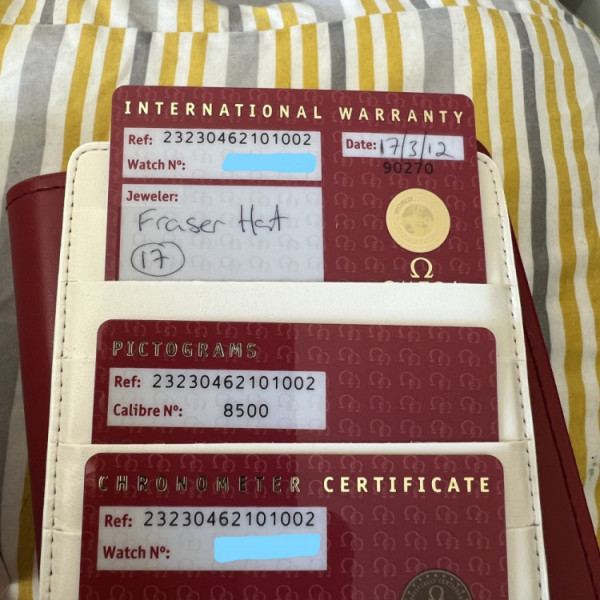 INTERNATIONAL WARRANTY
Ref: 23230462101002
Watch Nº:
Date: 17/3/12
90270
Jeweler:
Fraser Hart
17
Ω
PICTOGRAMS
Ref: 23230462101002
Calibre Nº: 8500
CHRONOMETER CERTIFICATE
Ref: 23230462101002
Watch Nº: